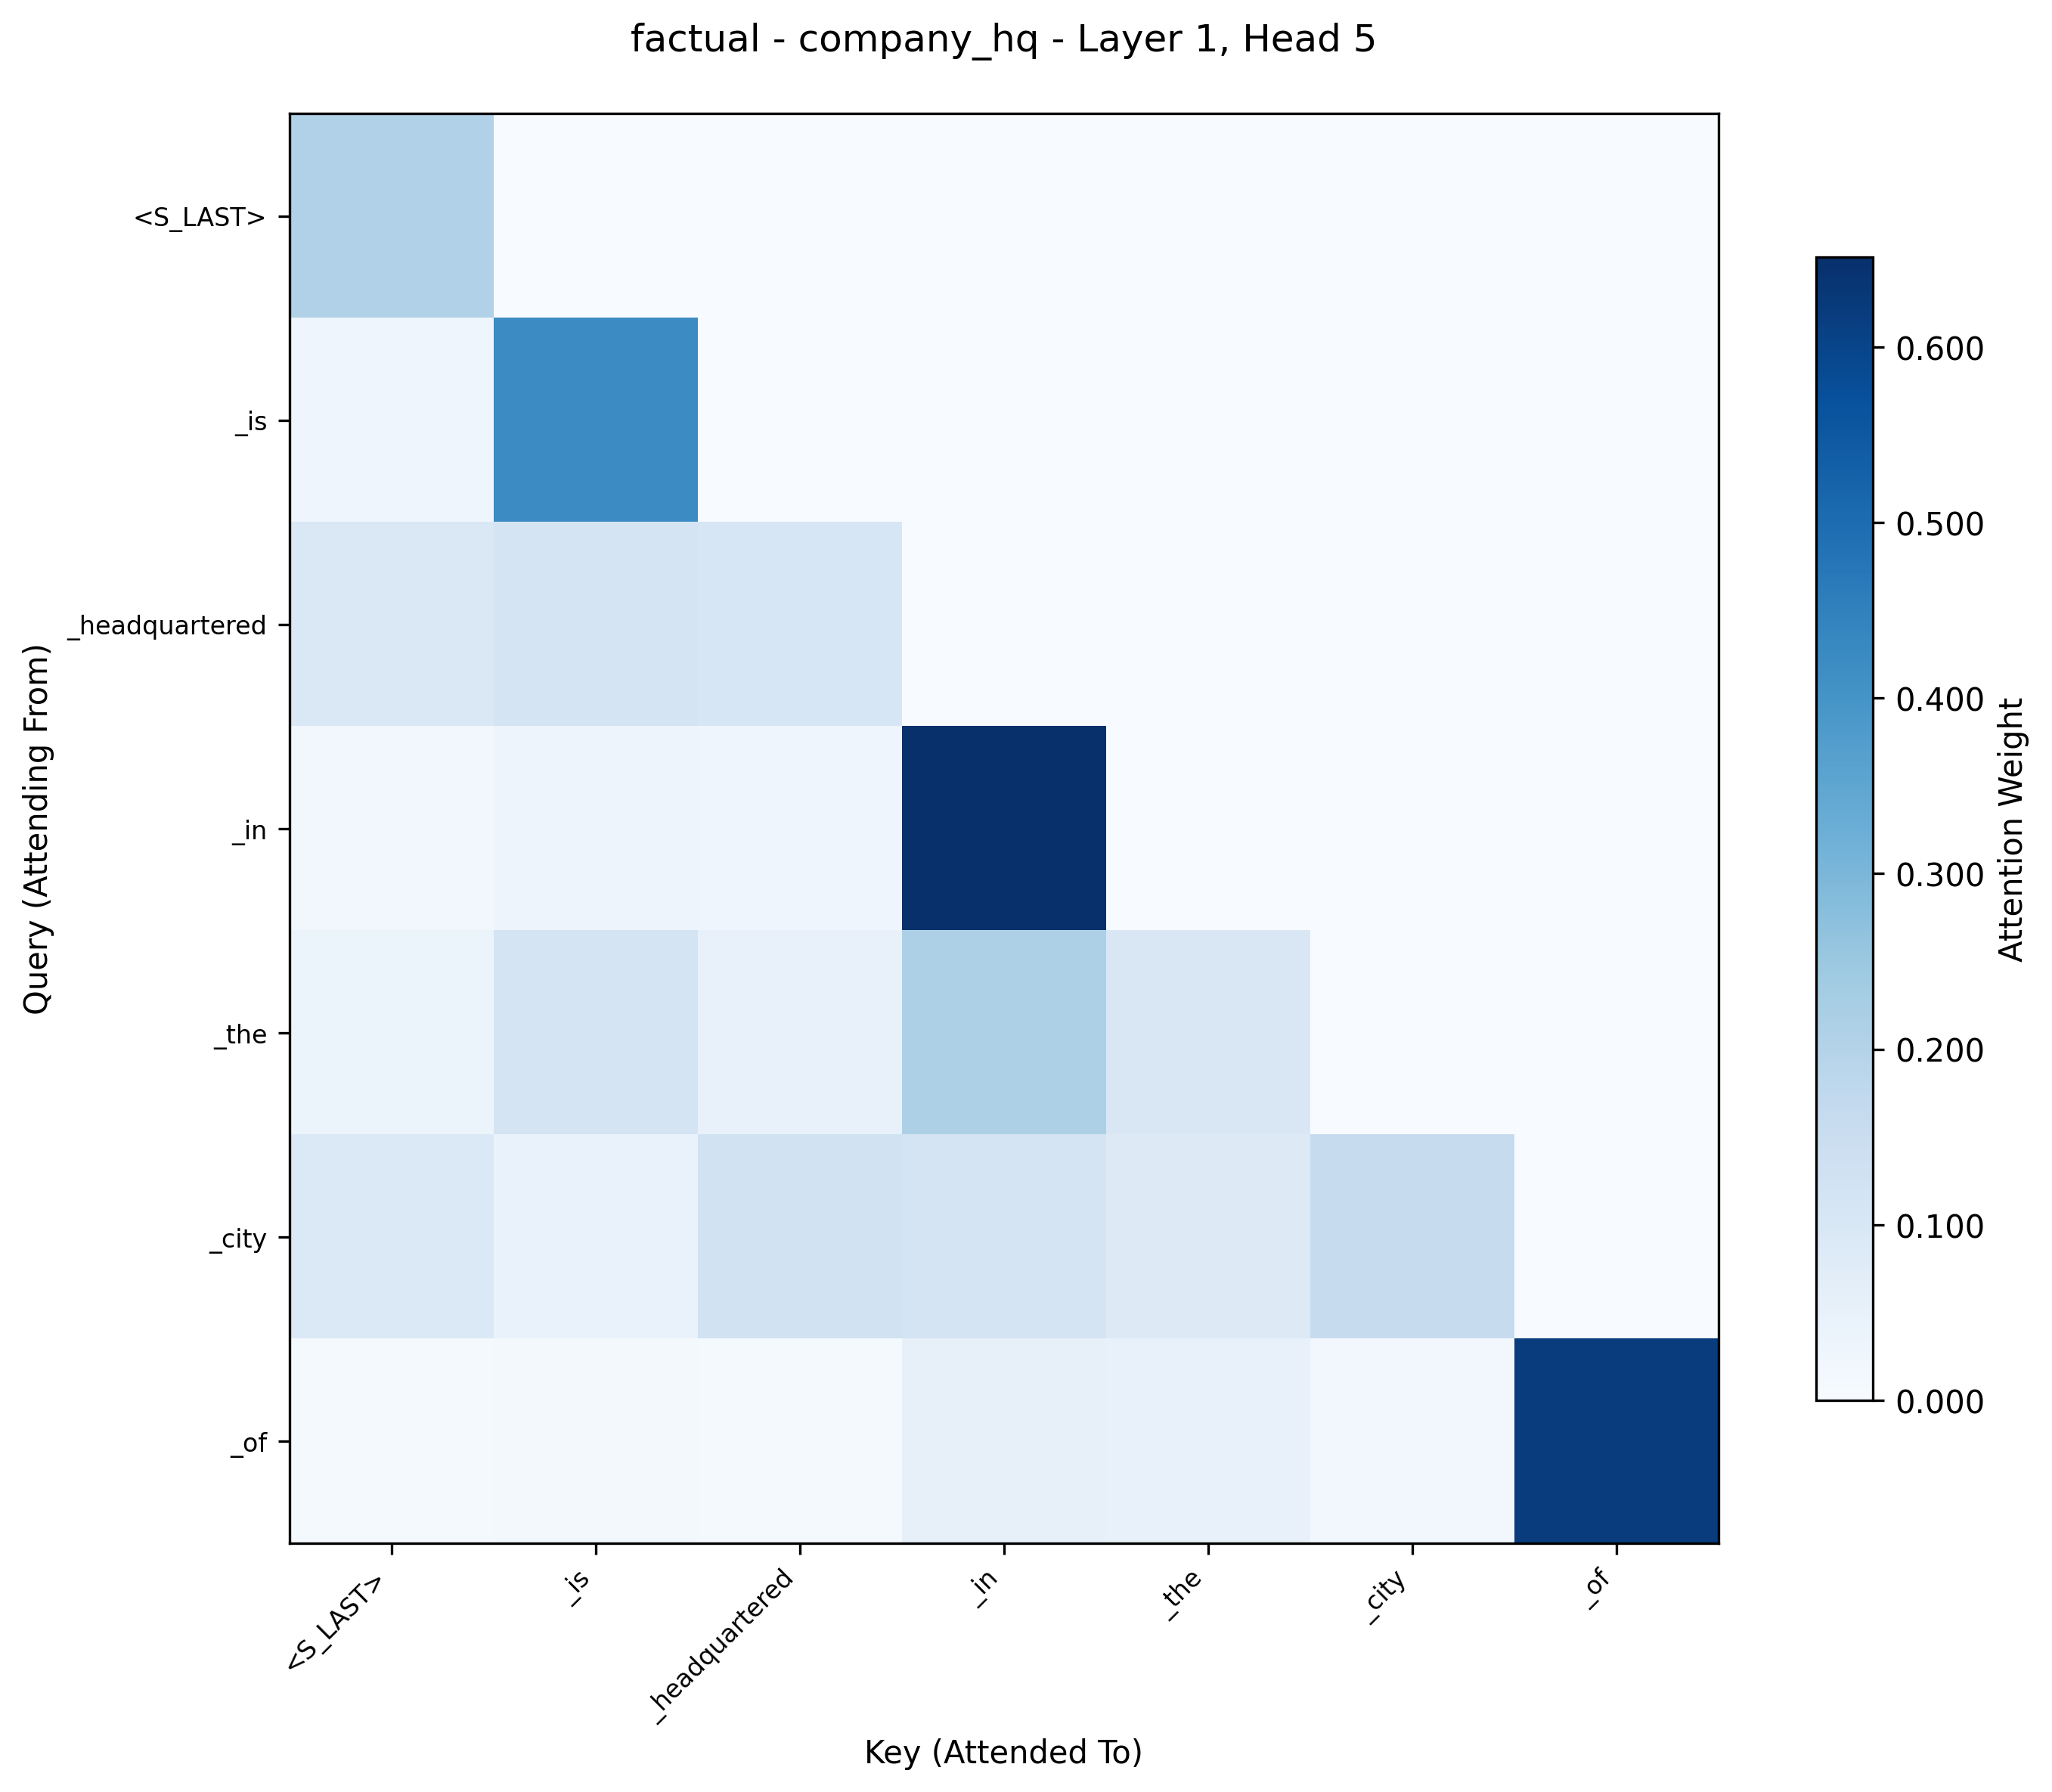 factual - company_hq - Layer 1, Head 5
Query (Attending From)
<S_LAST>
_is
_headquartered
_in
_the
_city
_of
<S_LAST>
_is
_headquartered
_in
_the
_city
_of
Key (Attended To)
0.600
0.500
0.400
0.300
0.200
0.100
0.000
Attention Weight